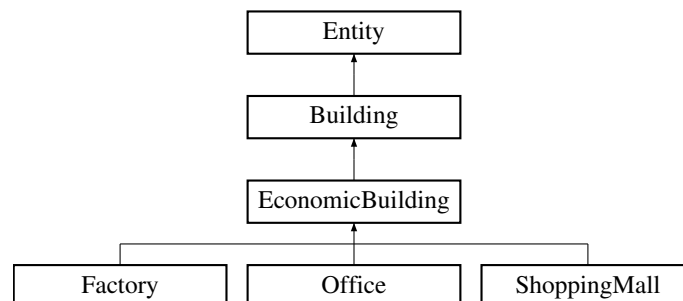 Entity
Building
EconomicBuilding
Factory
Office
ShoppingMall